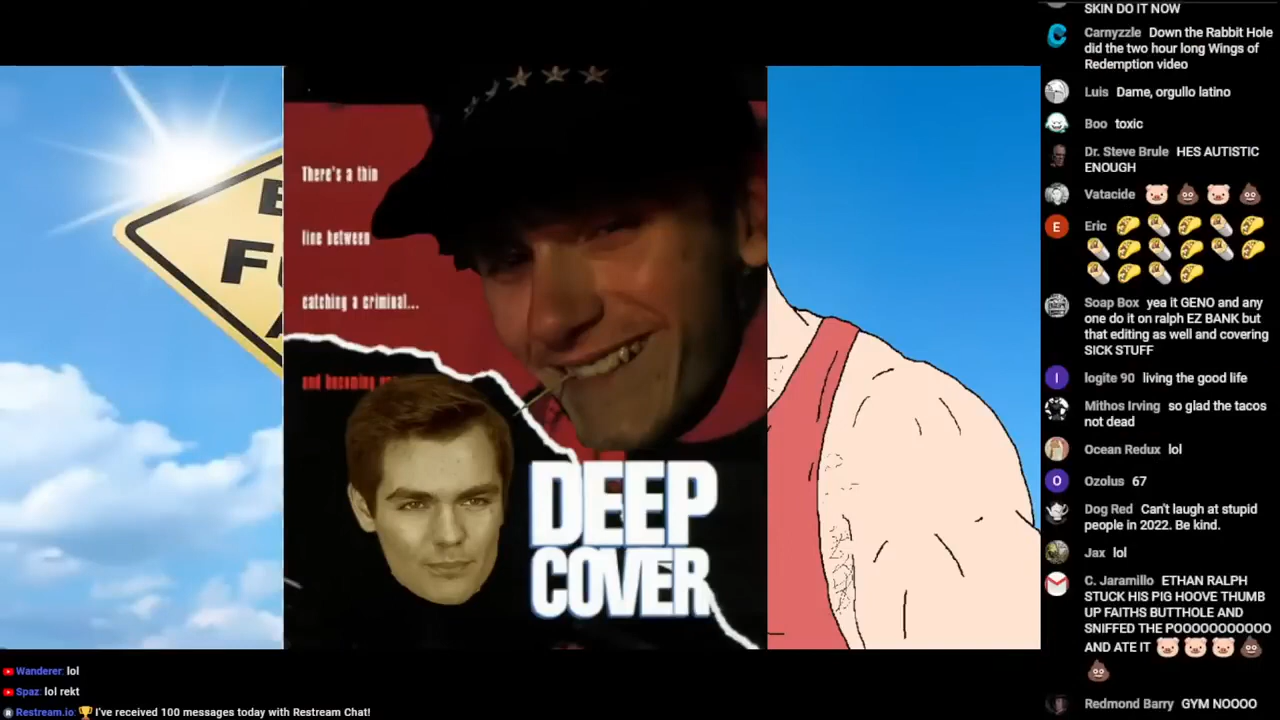 There's a thin
line between
catching a criminal...
and becoming
DEEP
COVER
SKIN DO IT NOW
Carnyzzle Down the Rabbit Hole
did the two hour long Wings of
Redemption video
Luis Dame, orgullo latino
Boo toxic
Dr. Steve Brule HES AUTISTIC
ENOUGH
Vatacide 🐷 💩 🐷 💩
E Eric 🌮 🌯 🌮 🌯 🌮
🌯 🌮 🌯 🌮 🌯 🌮
🌯 🌮 🌯 🌮
Soap Box yea it GENO and any
one do it on ralph EZ BANK but
that editing as well and covering
SICK STUFF
I logite 90 living the good life
Mithos Irving so glad the tacos
not dead
Ocean Redux lol
O Ozolus 67
Dog Red Can't laugh at stupid
people in 2022. Be kind.
Jax lol
C. Jaramillo ETHAN RALPH
STUCK HIS PIG HOOVE THUMB
UP FAITHS BUTTHOLE AND
SNIFFED THE POOOOOOOOOO
AND ATE IT 🐷 🐷 🐷 💩
💩
Redmond Barry GYM NOOOO
Wanderer: lol
Spaz: lol rekt
R Restream.io: 🏆 I've received 100 messages today with Restream Chat!